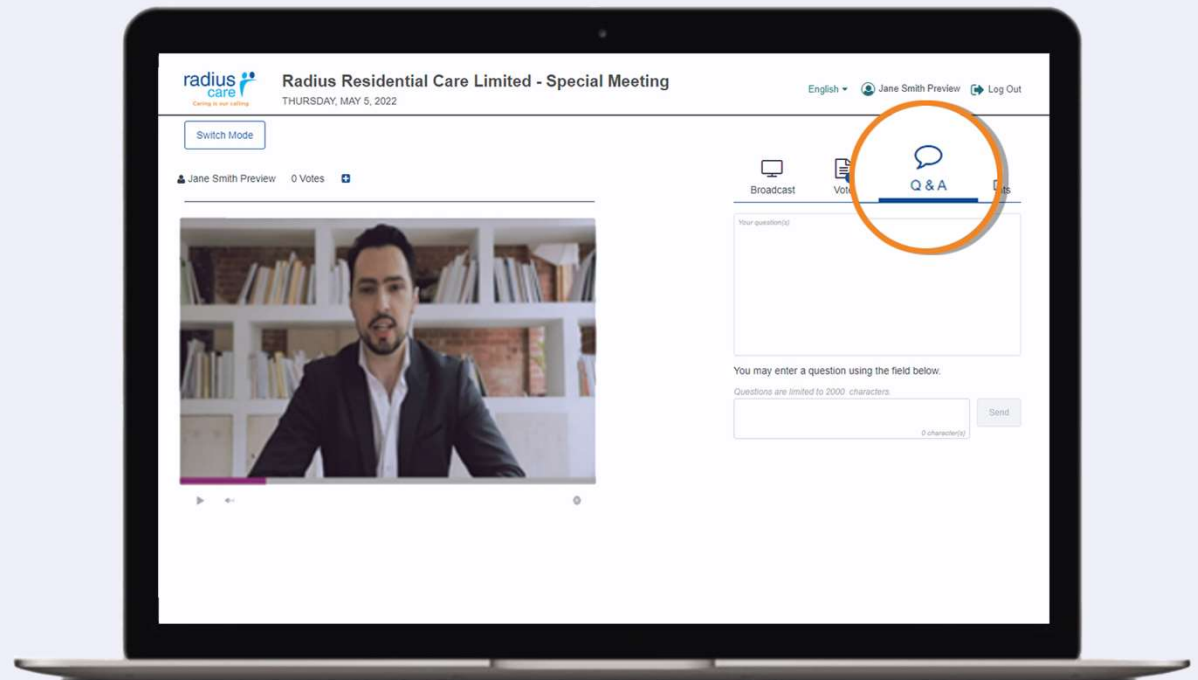 radius
care
Caring is our calling
Radius Residential Care Limited - Special Meeting
THURSDAY, MAY 5, 2022
English
Jane Smith Preview
Log Out
Switch Mode
Jane Smith Preview 0 Votes
Broadcast
Vot
Q & A
Your question(s)
You may enter a question using the field below.
Questions are limited to 2000 characters.
Send
0 character(s)